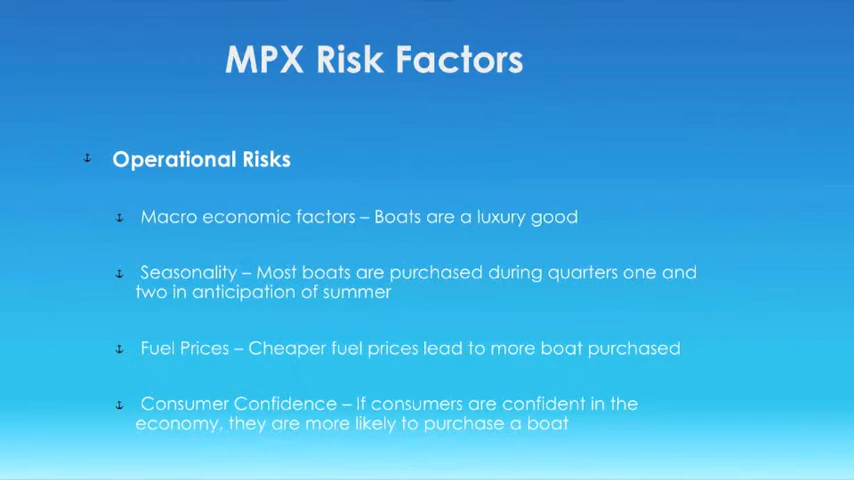 MPX Risk Factors
Operational Risks
Macro economic factors – Boats are a luxury good
Seasonality – Most boats are purchased during quarters one and
two in anticipation of summer
Fuel Prices – Cheaper fuel prices lead to more boat purchased
Consumer Confidence – If consumers are confident in the
economy, they are more likely to purchase a boat